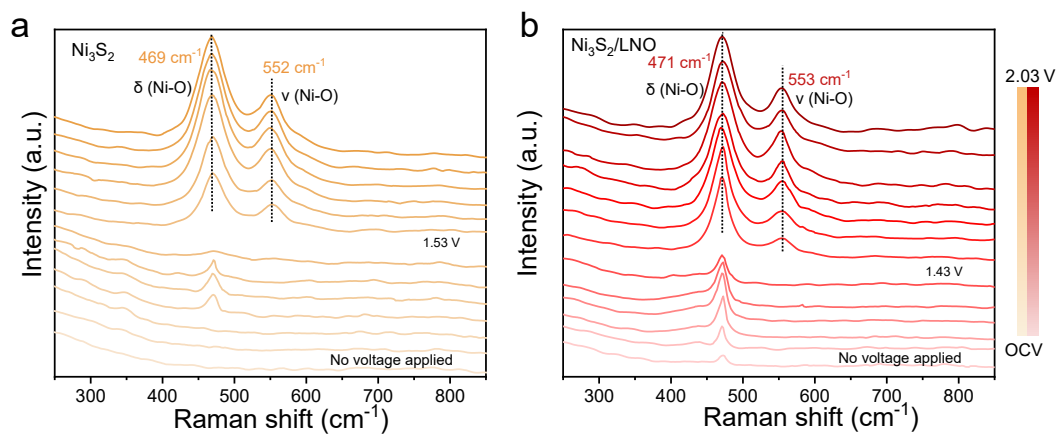 a
Ni₃S₂
469 cm⁻¹
552 cm⁻¹
δ (Ni-O)
ν (Ni-O)
1.53 V
No voltage applied
Intensity (a.u.)
300 400 500 600 700 800
Raman shift (cm⁻¹)
b
Ni₃S₂/LNO
471 cm⁻¹
553 cm⁻¹
δ (Ni-O)
ν (Ni-O)
1.43 V
No voltage applied
Intensity (a.u.)
300 400 500 600 700 800
Raman shift (cm⁻¹)
2.03 V
OCV